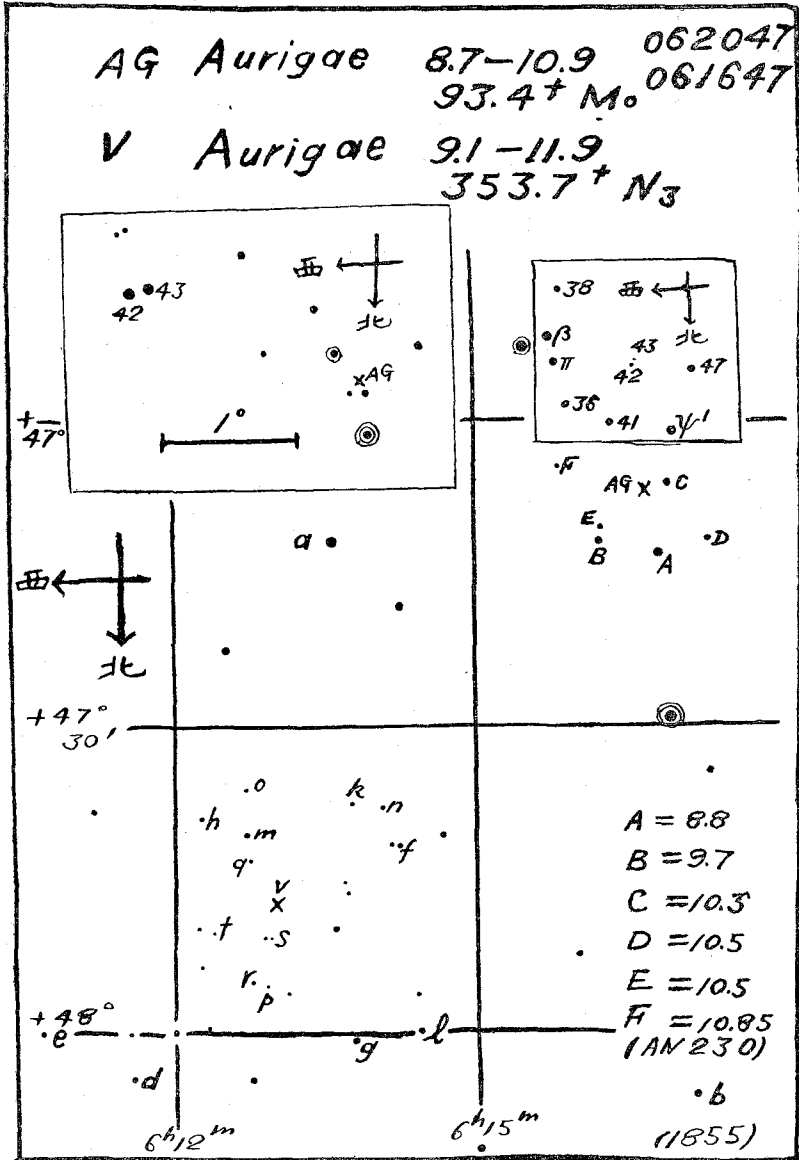 AG Aurigae 8.7-10.9 062047
93.4+ M0 061647
V Aurigae 9.1-11.9
353.7+ N3
西
北
42
43
AG
1°
38
西
北
β
π
43
42
47
36
41
ψ1
+47°
F
AG C
E
B A D
a
西
北
+47°
30'
o k n
h m f
q
V
t s
r
p
A = 8.8
B = 9.7
C = 10.3
D = 10.5
E = 10.5
F = 10.85
(AN 230)
+48°
e g l
d b
6h12m 6h15m (1855)